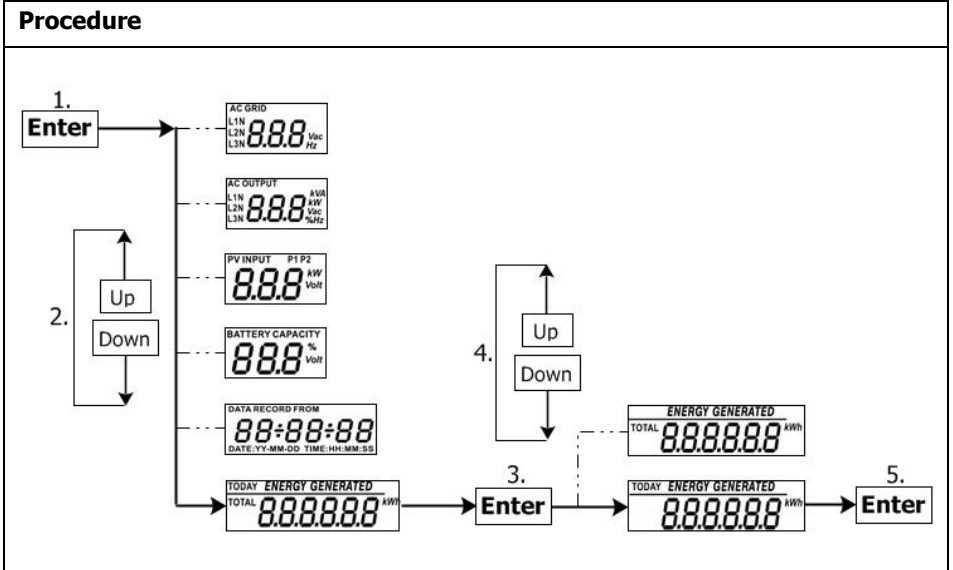 Procedure
1.
Enter
AC GRID
L1N
L2N
L3N
8.8.8
Vac
Hz
AC OUTPUT
L1N
L2N
L3N
8.8.8
kVA
kW
Vac
%Hz
2.
Up
Down
PV INPUT P1 P2
8.8.8
kW
Volt
BATTERY CAPACITY
88.8
%
Volt
DATA RECORD FROM
88:88:88
DATE:YY-MM-DD TIME:HH:MM:SS
TODAY ENERGY GENERATED
TOTAL
8.8.8.8.8.8
kWh
3.
Enter
4.
Up
Down
ENERGY GENERATED
TOTAL
8.8.8.8.8.8
kWh
TODAY ENERGY GENERATED
8.8.8.8.8.8
kWh
5.
Enter